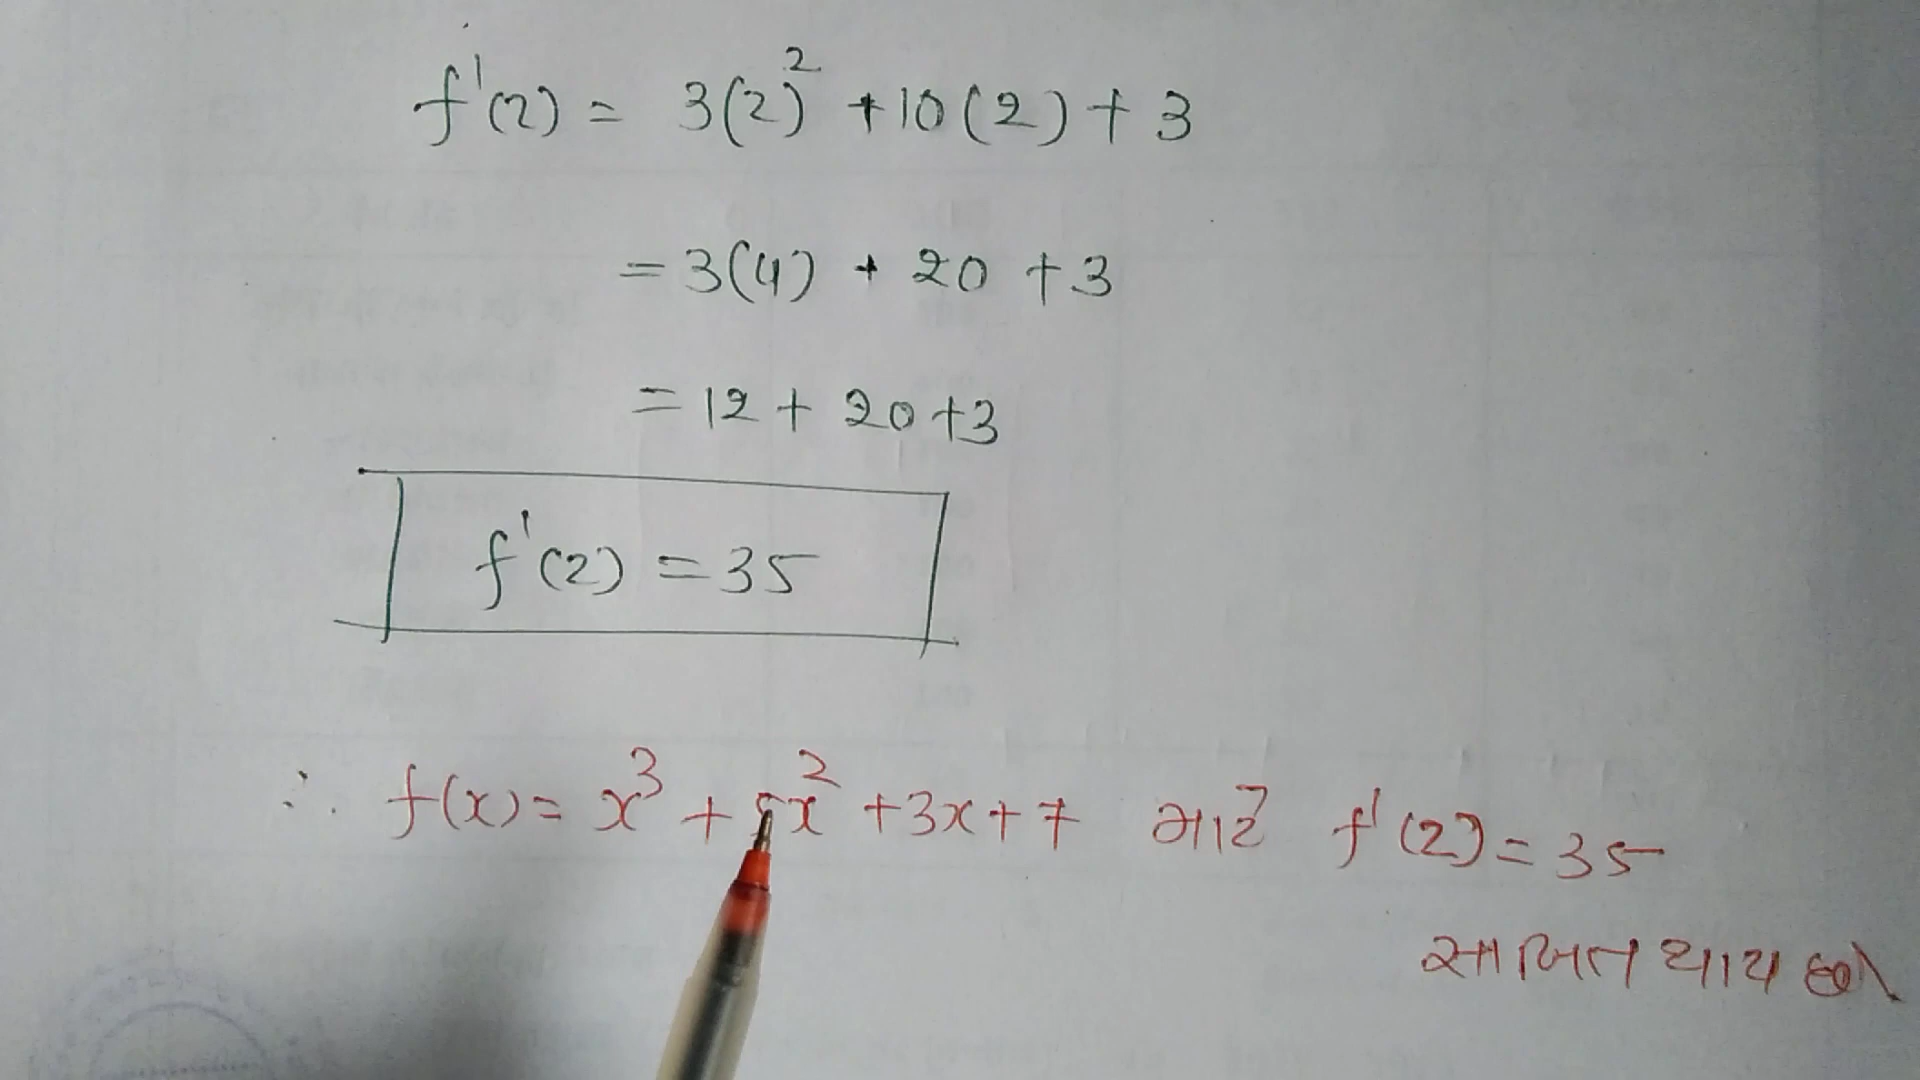 f'(2) = 3(2)² + 10(2) + 3
= 3(4) + 20 + 3
= 12 + 20 + 3
f'(2) = 35
∴ f(x) = x³ + 5x² + 3x + 7 માટે f'(2) = 35
સાબિત થાય છે.